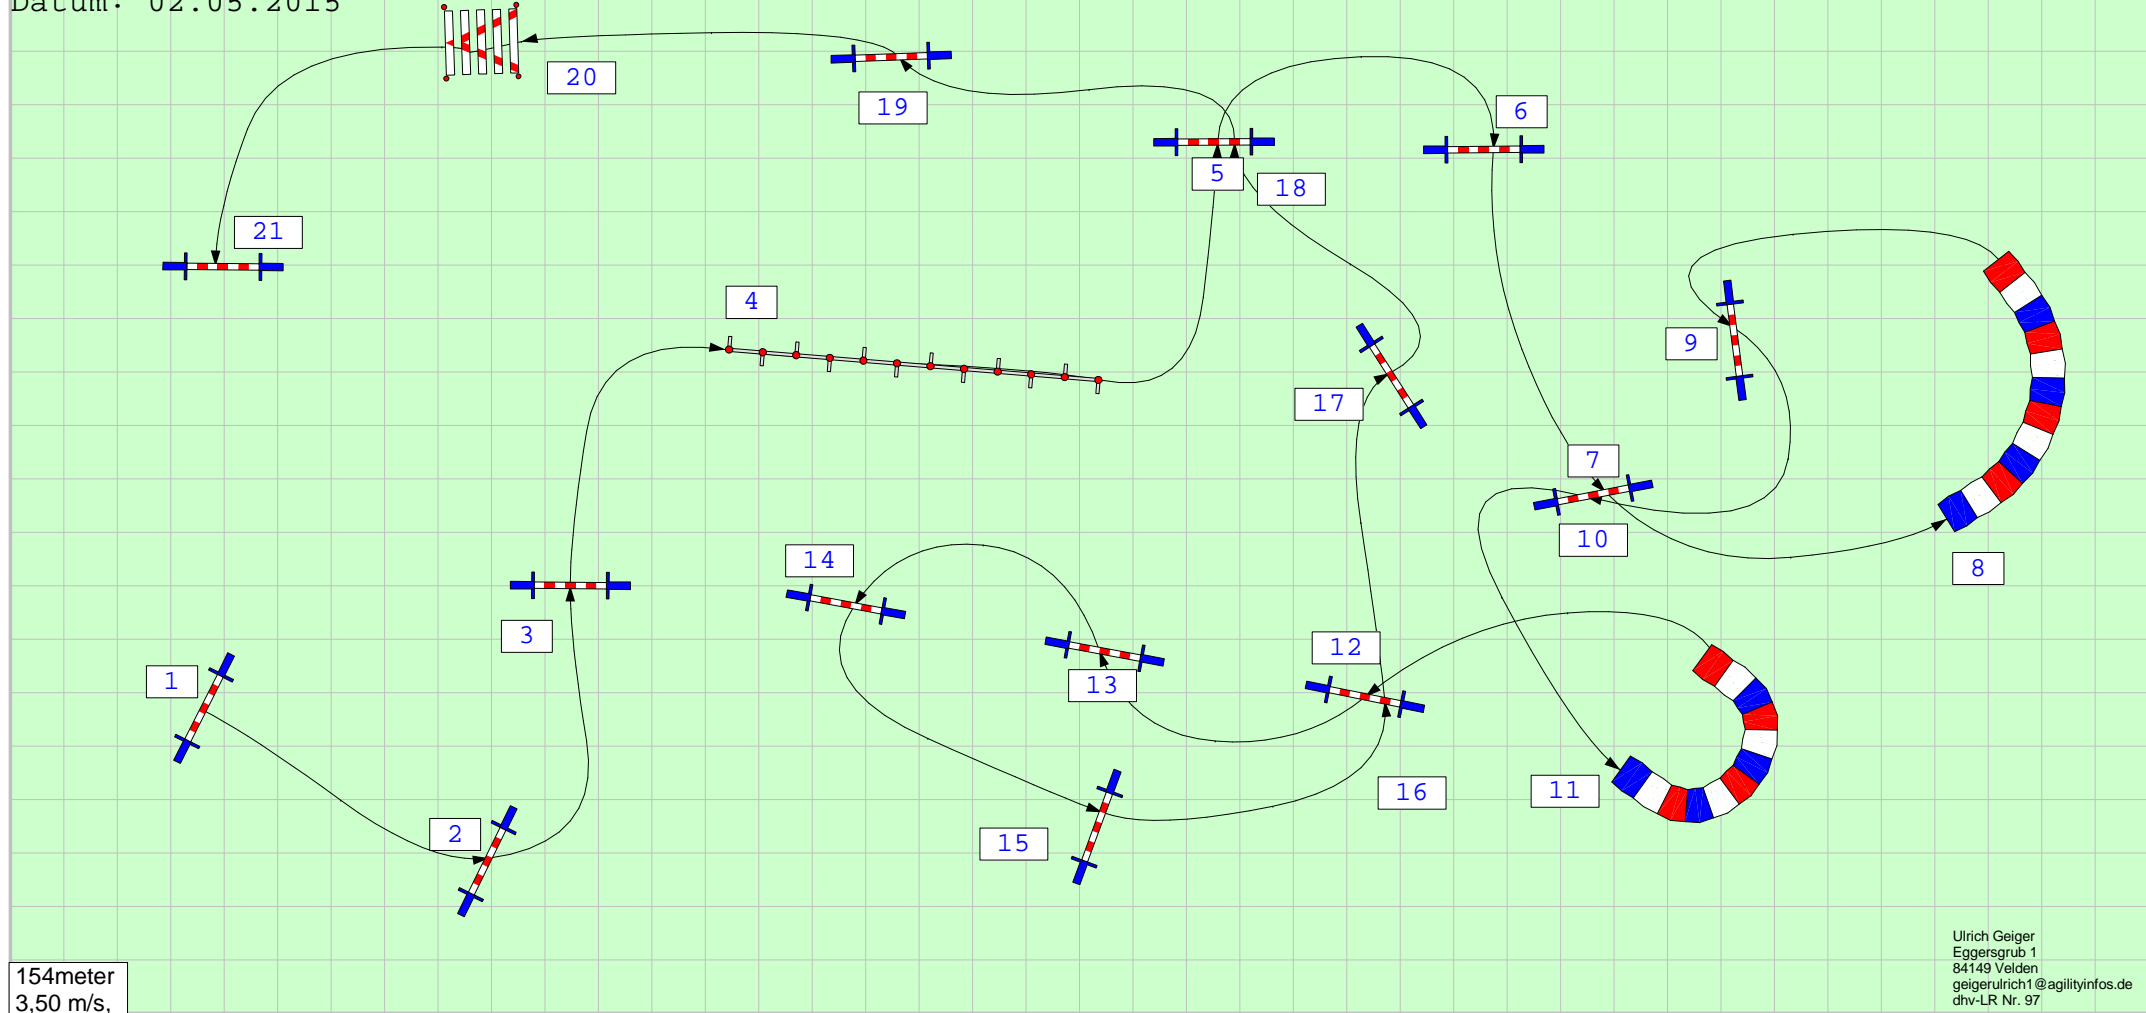 Datum: 02.05.2015
20
19
6
5
18
21
4
9
17
7
10
14
8
3
12
1
13
11
16
2
15
Ulrich Geiger
Eggersgrub 1
84149 Velden
geigerulrich1@agilityinfos.de
dhv-LR Nr. 97
154meter
3,50 m/s,